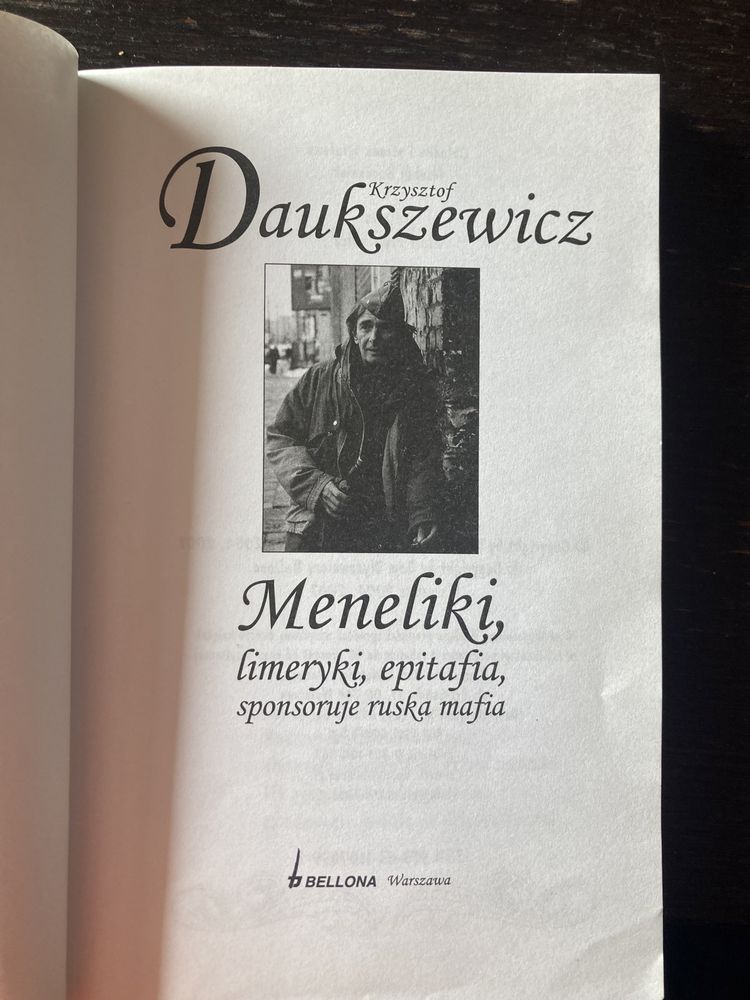 Krzysztof
Daukszewicz
Meneliki,
limeryki, epitafia,
sponsoruje ruska mafia
BELLONA Warszawa